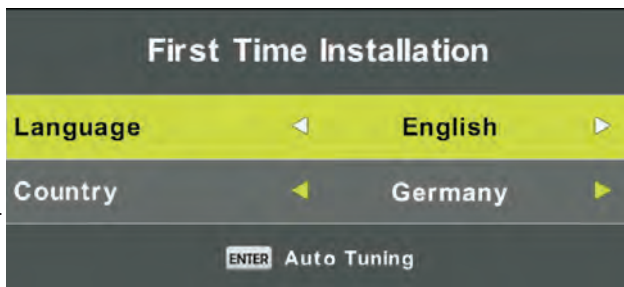 First Time Installation
Language English
Country Germany
ENTER Auto Tuning